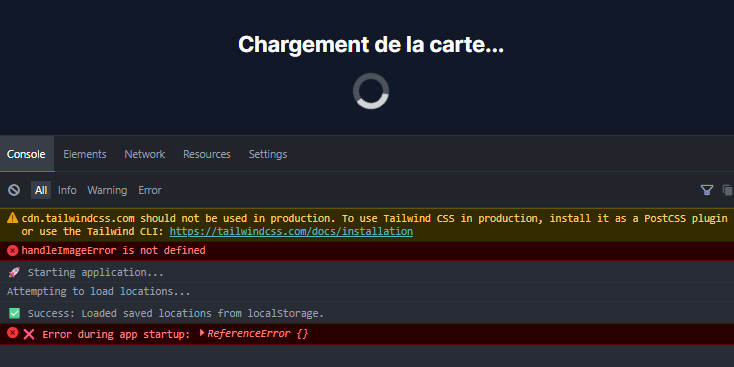 Chargement de la carte...
Console Elements Network Resources Settings
All Info Warning Error
cdn.tailwindcss.com should not be used in production. To use Tailwind CSS in production, install it as a PostCSS plugin
or use the Tailwind CLI: https://tailwindcss.com/docs/installation
handleImageError is not defined
🚀 Starting application...
Attempting to load locations...
✅ Success: Loaded saved locations from localStorage.
❌ Error during app startup: ▶ReferenceError {}